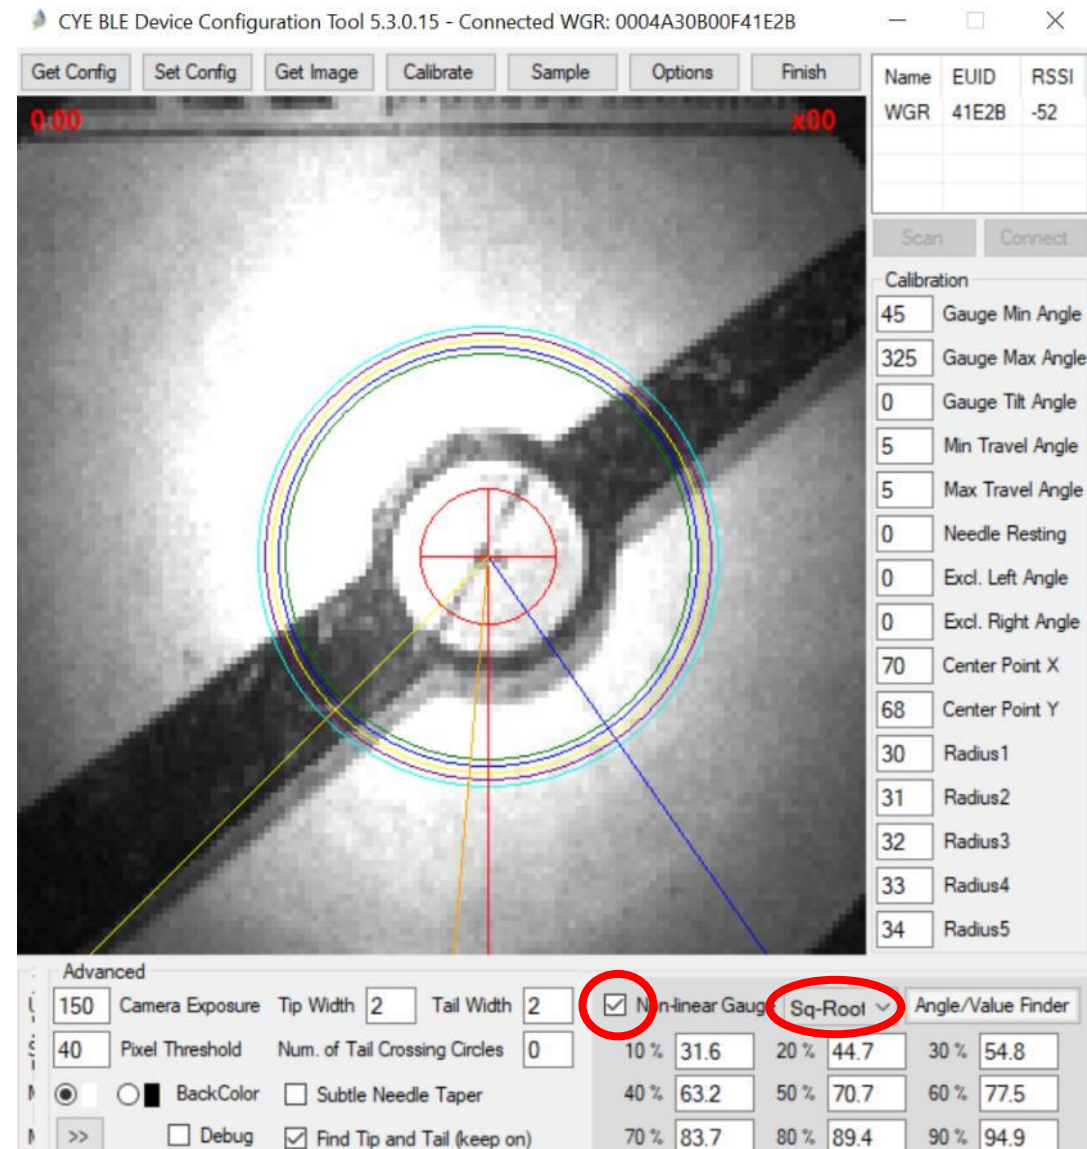 CYE BLE Device Configuration Tool 5.3.0.15 - Connected WGR: 0004A30B00F41E2B
Get Config Set Config Get Image Calibrate Sample Options Finish
Name EUID RSSI
WGR 41E2B -52
0.00 x00
Scan Connect
Calibration
45 Gauge Min Angle
325 Gauge Max Angle
0 Gauge Tilt Angle
5 Min Travel Angle
5 Max Travel Angle
0 Needle Resting
0 Excl. Left Angle
0 Excl. Right Angle
70 Center Point X
68 Center Point Y
30 Radius1
31 Radius2
32 Radius3
33 Radius4
34 Radius5
Advanced
150 Camera Exposure Tip Width 2 Tail Width 2 Non-linear Gauge Sq-Root Angle/Value Finder
40 Pixel Threshold Num. of Tail Crossing Circles 0 10 % 31.6 20 % 44.7 30 % 54.8
BackColor Subtle Needle Taper 40 % 63.2 50 % 70.7 60 % 77.5
>> Debug Find Tip and Tail (keep on) 70 % 83.7 80 % 89.4 90 % 94.9